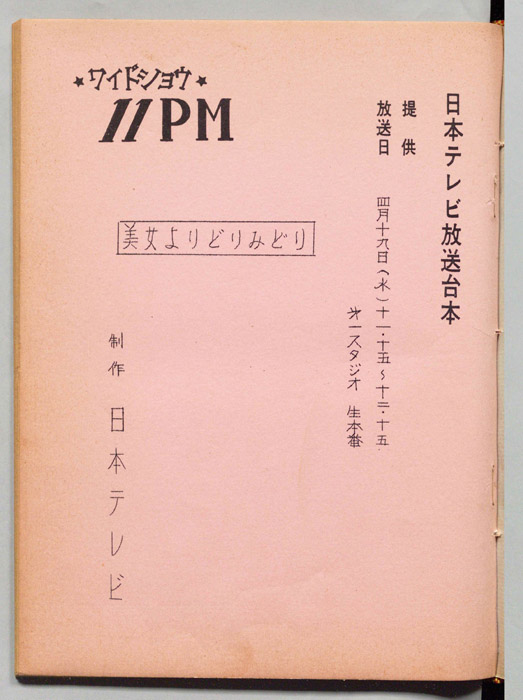 日本テレビ放送台本
提供
放送日 四月十九日(水)十一・十五~十二・十五
第一スタジオ 生本番
★ワイドショウ★
11PM
美女よりどりみどり
制作 日本テレビ